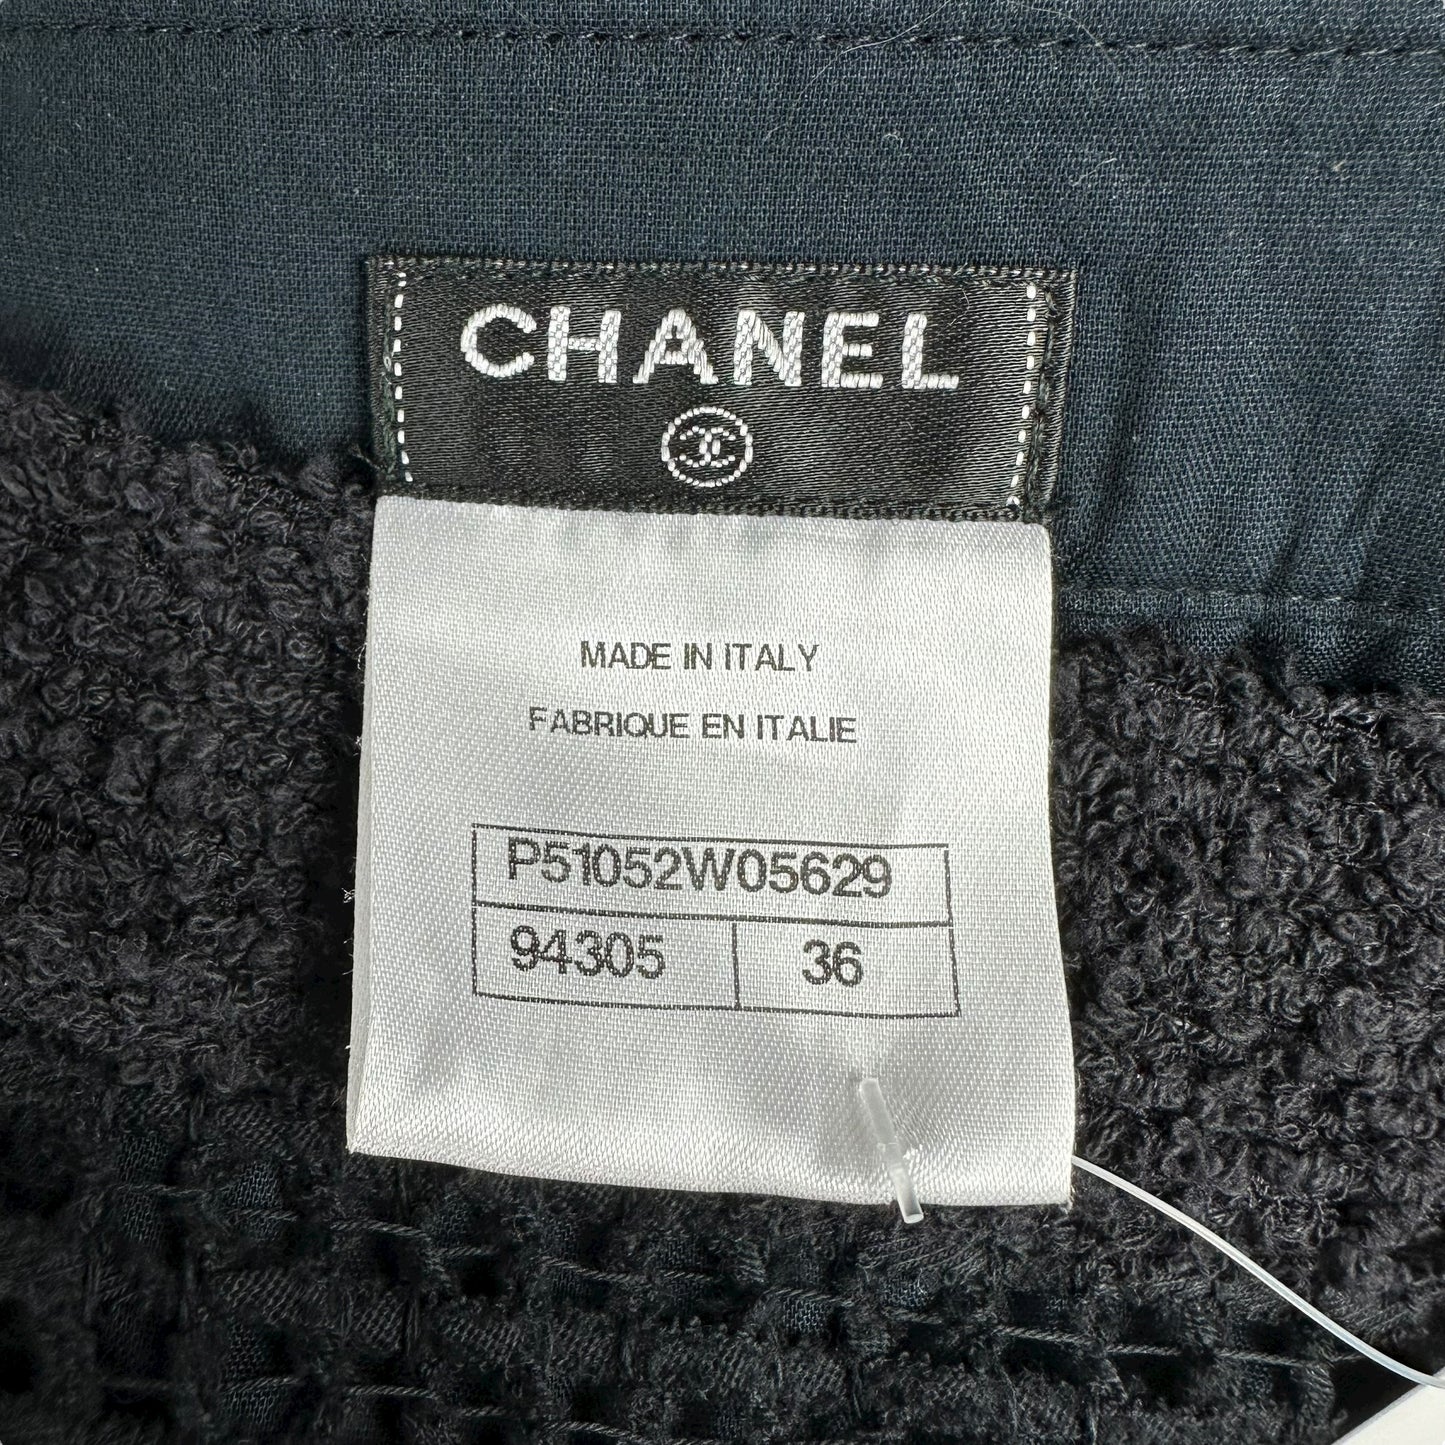 CHANEL
MADE IN ITALY
FABRIQUE EN ITALIE
P51052W05629
94305 36